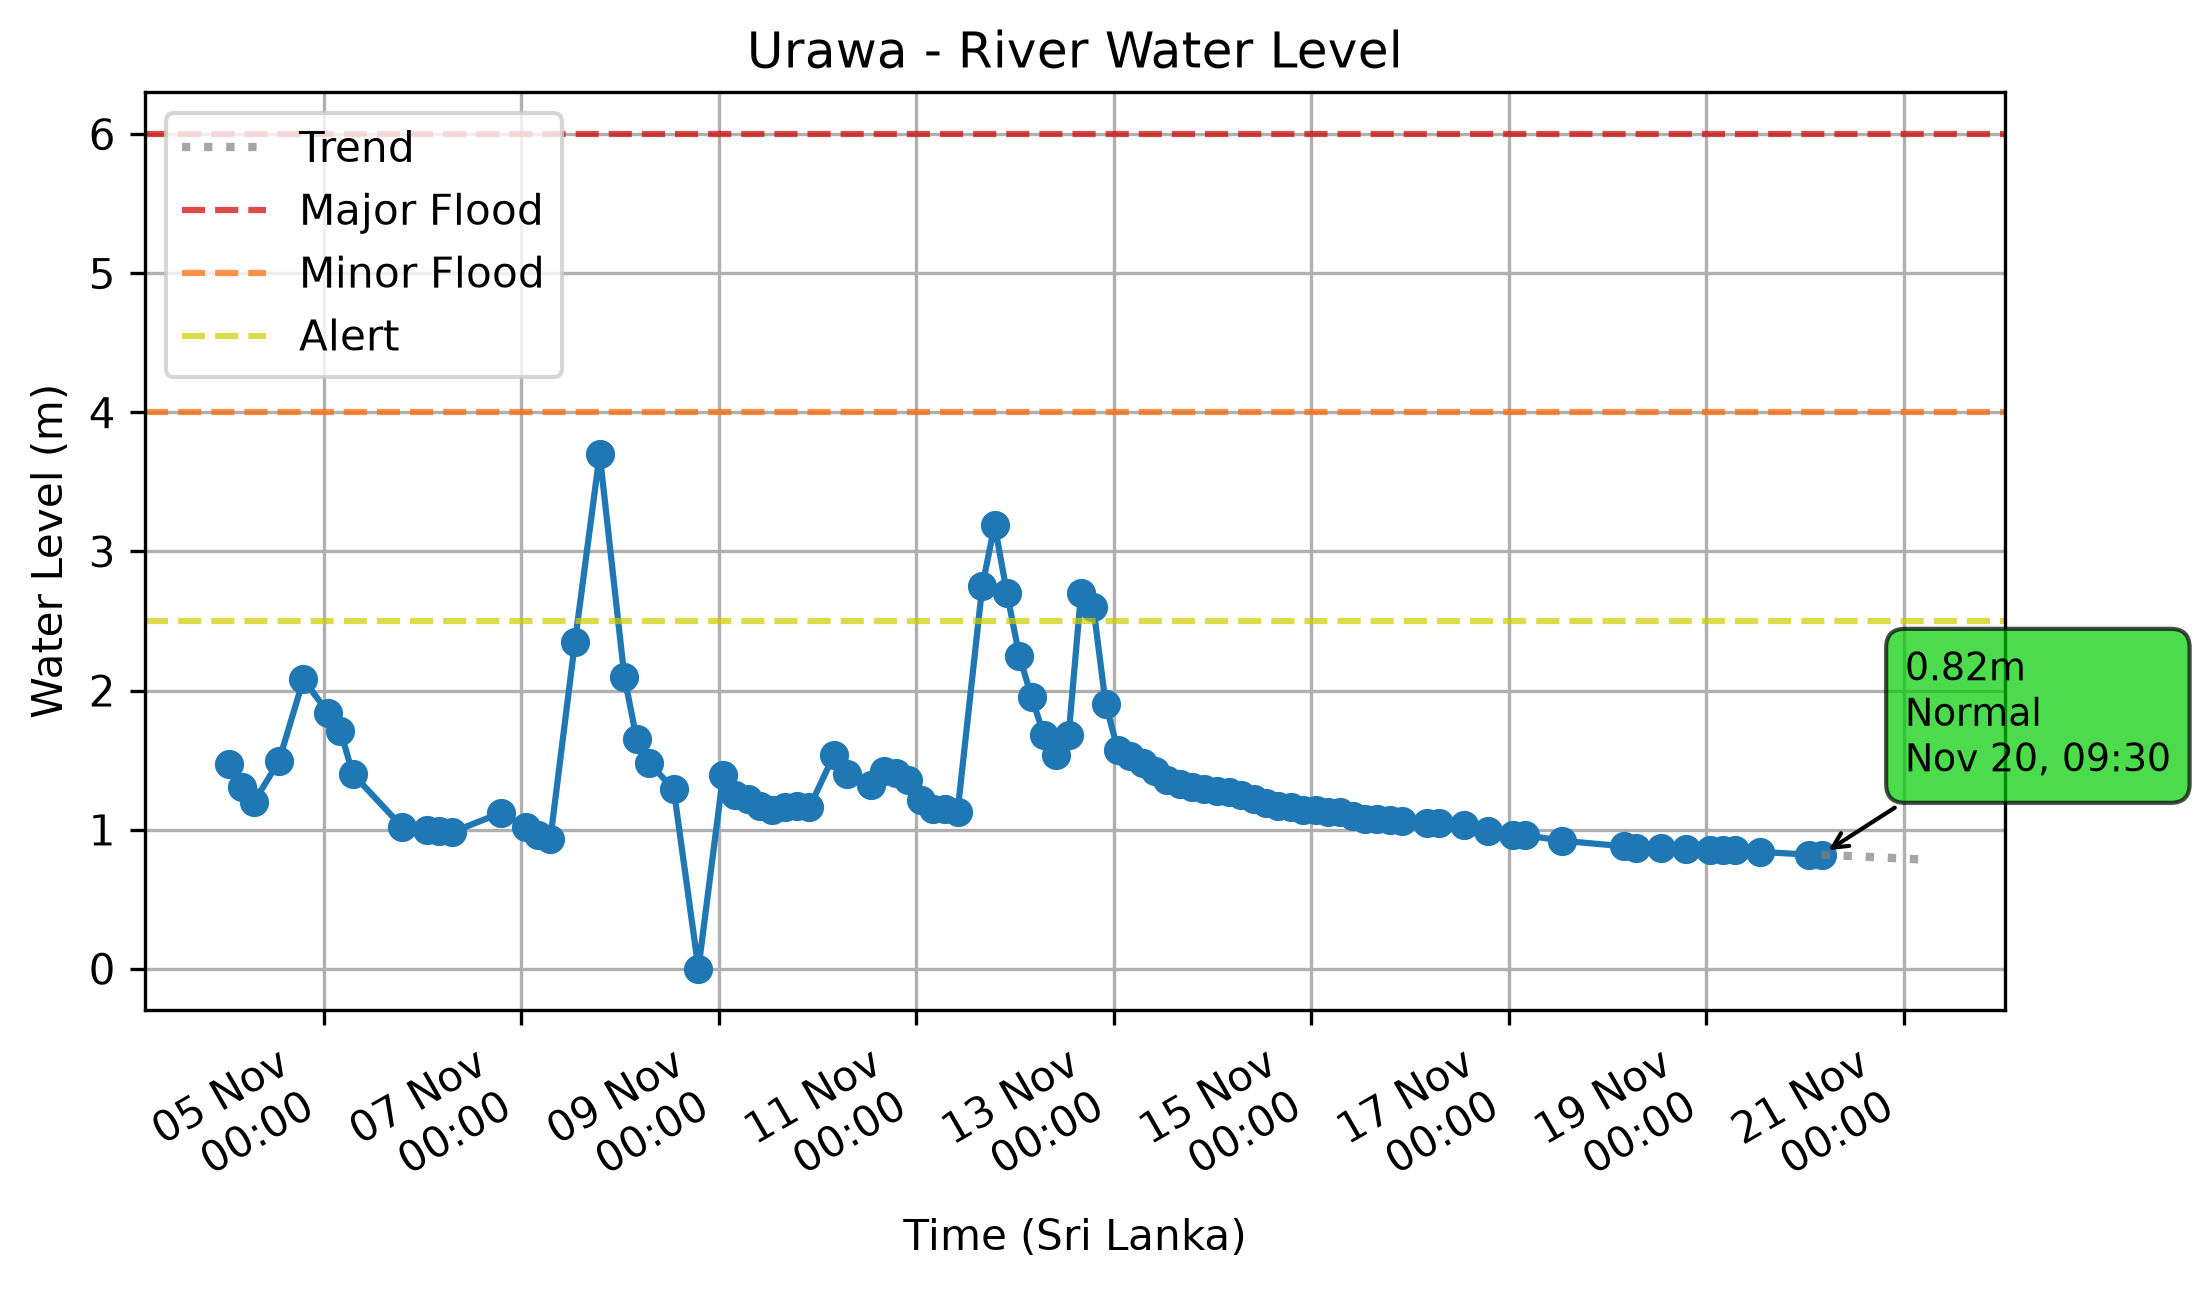 Urawa - River Water Level
Water Level (m)
6
5
4
3
2
1
0
Trend
Major Flood
Minor Flood
Alert
0.82m
Normal
Nov 20, 09:30
05 Nov
00:00
07 Nov
00:00
09 Nov
00:00
11 Nov
00:00
13 Nov
00:00
15 Nov
00:00
17 Nov
00:00
19 Nov
00:00
21 Nov
00:00
Time (Sri Lanka)